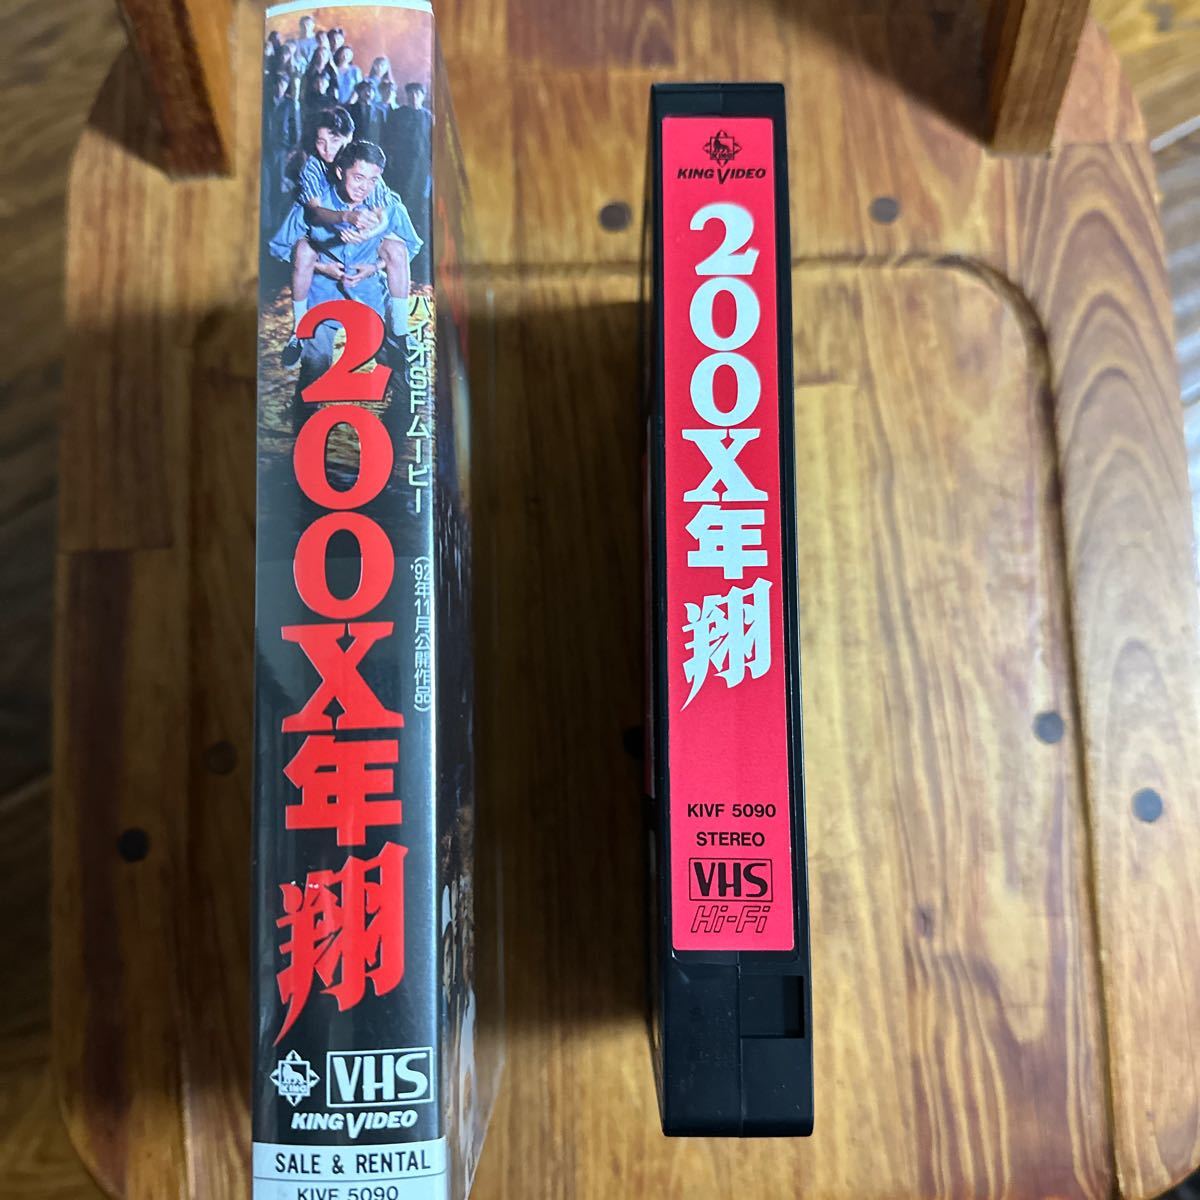 バイオSFムービー
('92年11月公開作品)
200X年翔
KING
VHS
KING VIDEO
SALE & RENTAL
KIVF 5090
KING
KING VIDEO
200X年翔
KIVF 5090
STEREO
VHS
Hi-Fi